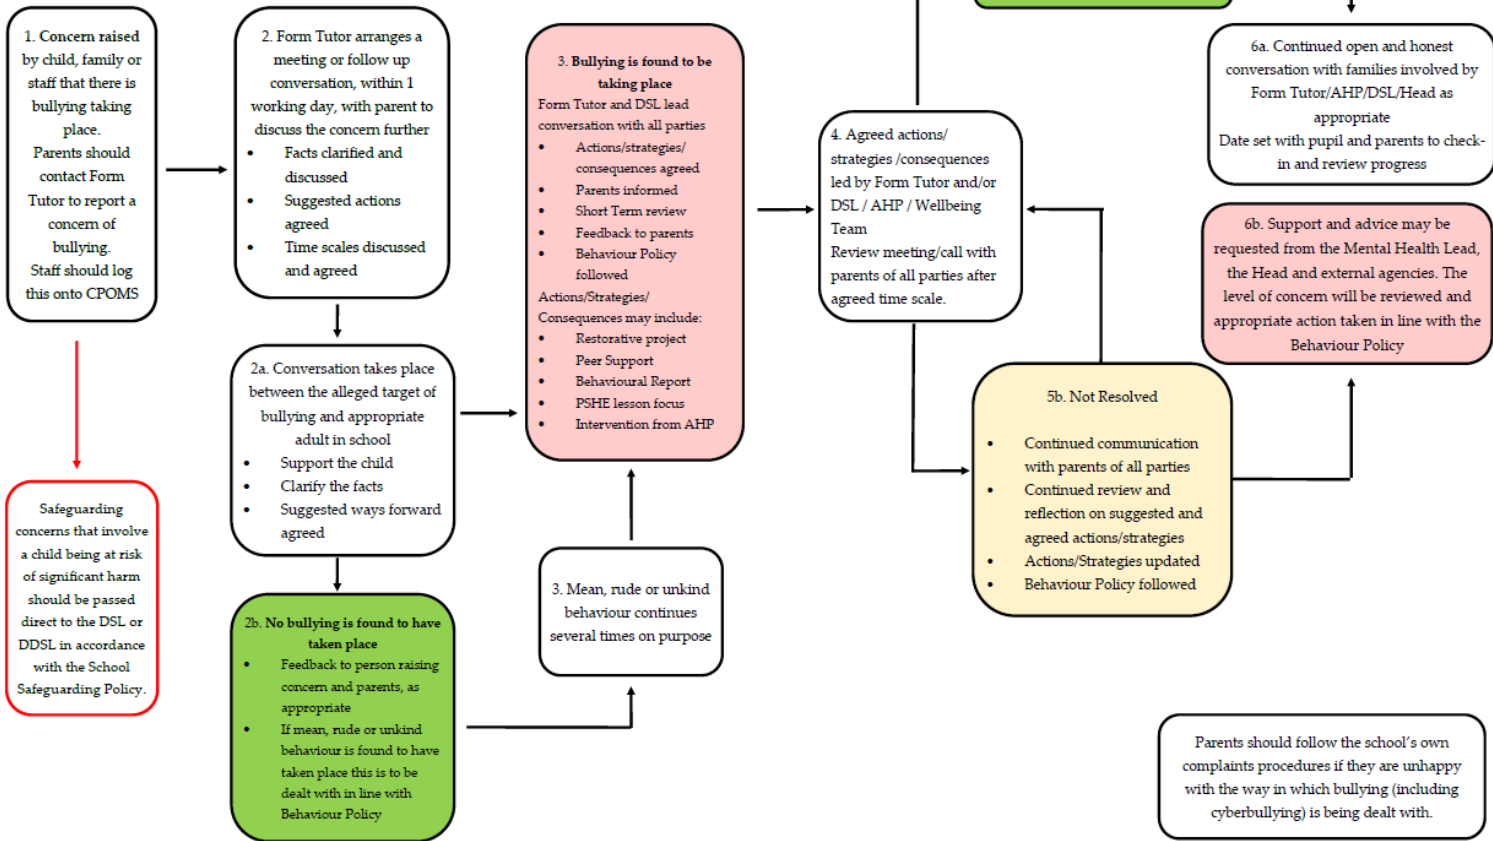 1. Concern raised
by child, family or
staff that there is
bullying taking
place.
Parents should
contact Form
Tutor to report a
concern of
bullying.
Staff should log
this onto CPOMS
Safeguarding
concerns that involve
a child being at risk
of significant harm
should be passed
direct to the DSL or
DDSL in accordance
with the School
Safeguarding Policy.
2. Form Tutor arranges a
meeting or follow up
conversation, within 1
working day, with parent to
discuss the concern further
• Facts clarified and
discussed
• Suggested actions
agreed
• Time scales discussed
and agreed
2a. Conversation takes place
between the alleged target of
bullying and appropriate
adult in school
• Support the child
• Clarify the facts
• Suggested ways forward
agreed
2b. No bullying is found to have
taken place
• Feedback to person raising
concern and parents, as
appropriate
• If mean, rude or unkind
behaviour is found to have
taken place this is to be
dealt with in line with
Behaviour Policy
3. Bullying is found to be
taking place
Form Tutor and DSL lead
conversation with all parties
• Actions/strategies/
consequences agreed
• Parents informed
• Short Term review
• Feedback to parents
• Behaviour Policy
followed
Actions/Strategies/
Consequences may include:
• Restorative project
• Peer Support
• Behavioural Report
• PSHE lesson focus
• Intervention from AHP
3. Mean, rude or unkind
behaviour continues
several times on purpose
4. Agreed actions/
strategies /consequences
led by Form Tutor and/or
DSL / AHP / Wellbeing
Team
Review meeting/call with
parents of all parties after
agreed time scale.
5b. Not Resolved
• Continued communication
with parents of all parties
• Continued review and
reflection on suggested and
agreed actions/strategies
• Actions/Strategies updated
• Behaviour Policy followed
6a. Continued open and honest
conversation with families involved by
Form Tutor/AHP/DSL/Head as
appropriate
Date set with pupil and parents to check-
in and review progress
6b. Support and advice may be
requested from the Mental Health Lead,
the Head and external agencies. The
level of concern will be reviewed and
appropriate action taken in line with the
Behaviour Policy
Parents should follow the school's own
complaints procedures if they are unhappy
with the way in which bullying (including
cyberbullying) is being dealt with.